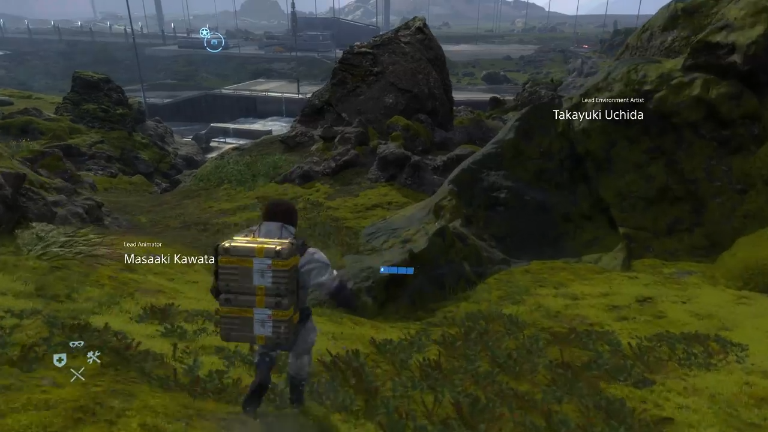 Lead Environment Artist
Takayuki Uchida
Lead Animator
Masaaki Kawata